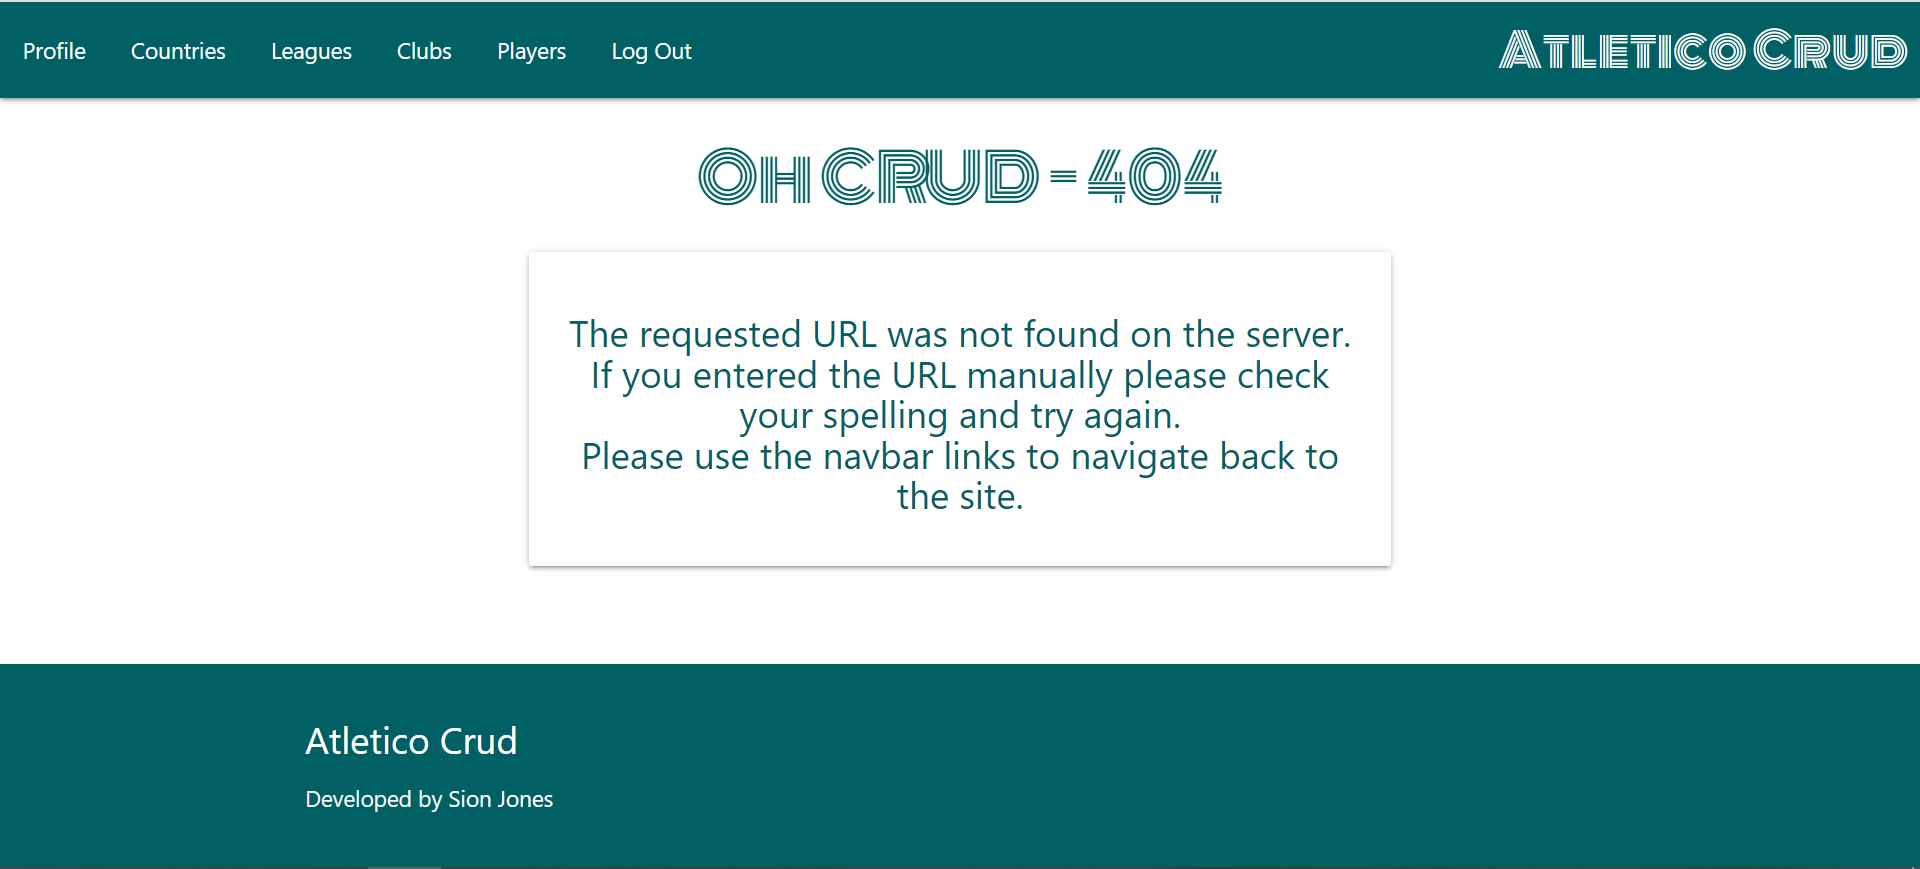 Profile Countries Leagues Clubs Players Log Out Atletico Crud
Oh CRUD - 404
The requested URL was not found on the server.
If you entered the URL manually please check
your spelling and try again.
Please use the navbar links to navigate back to
the site.
Atletico Crud
Developed by Sion Jones